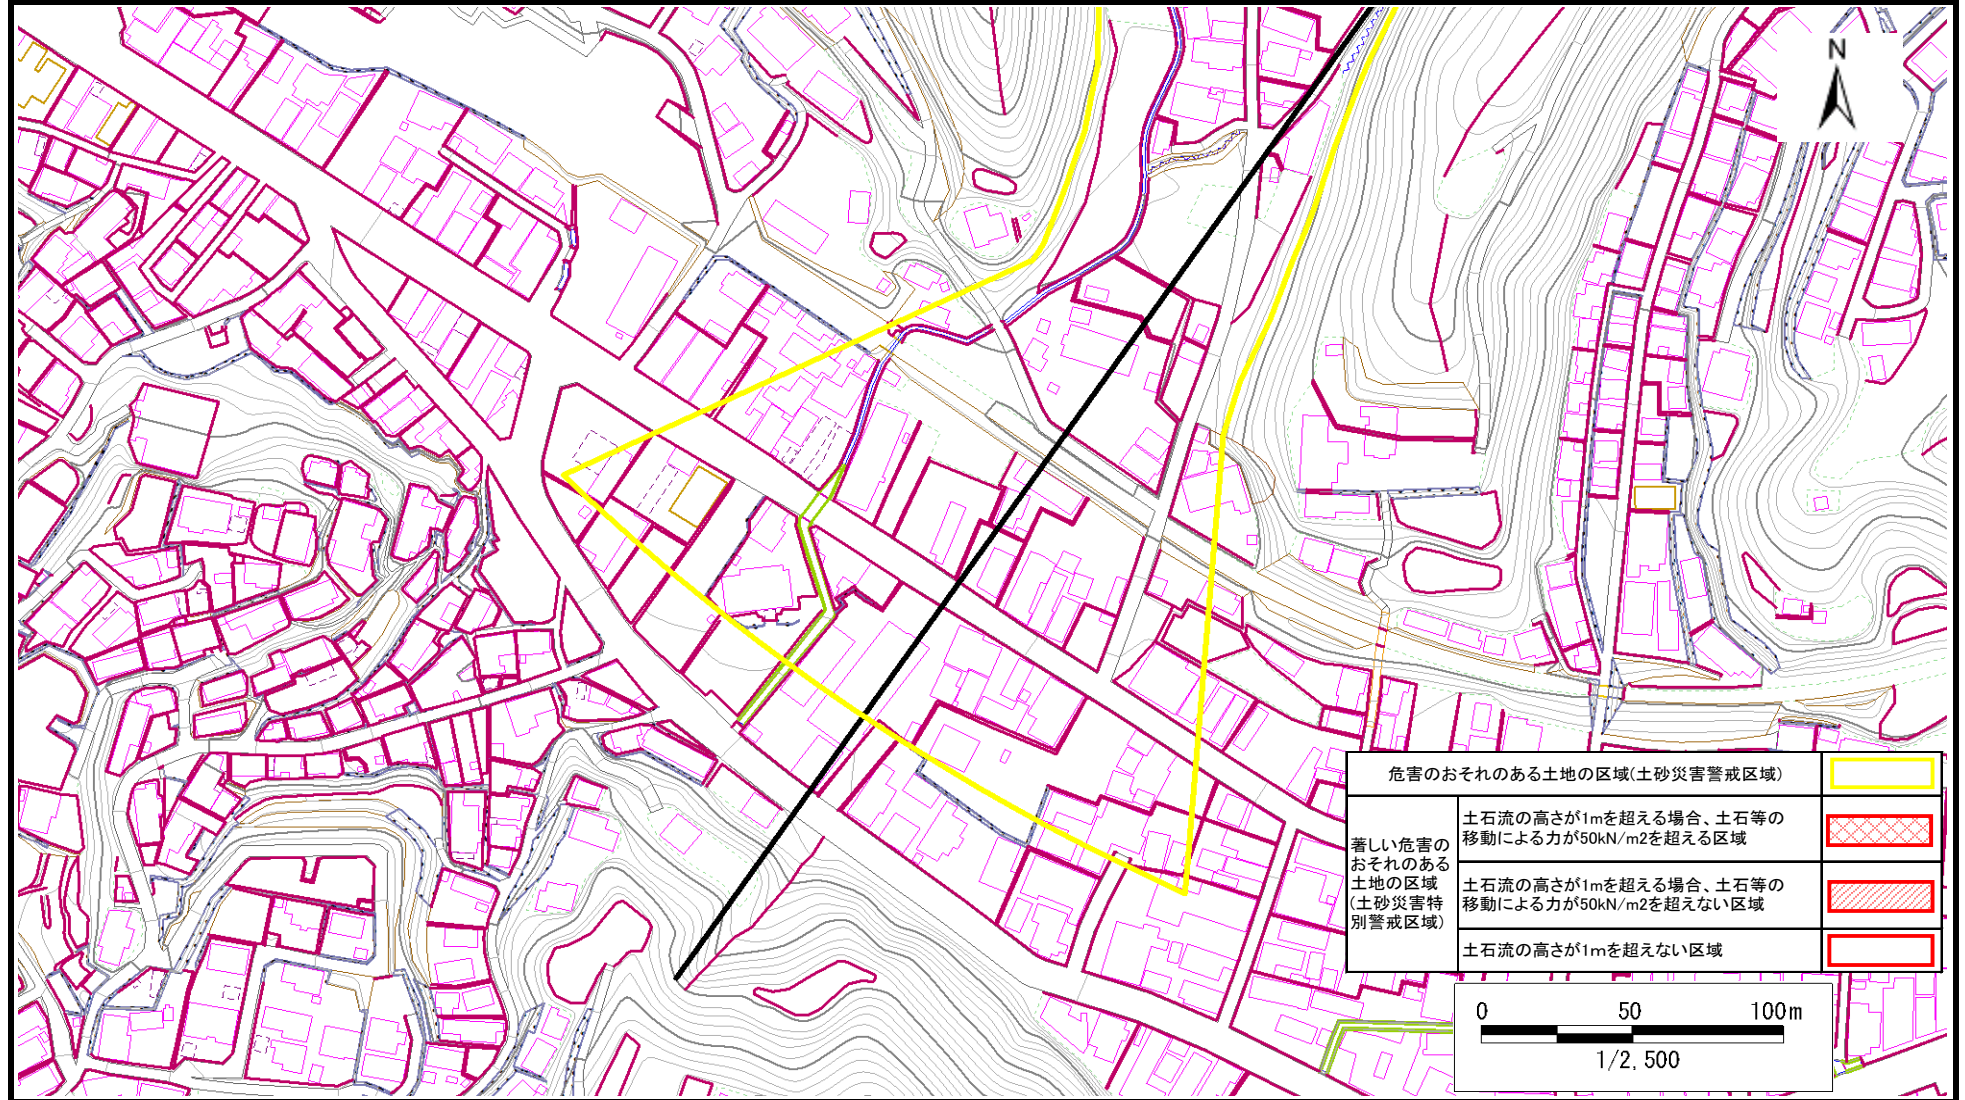 N
危害のおそれのある土地の区域(土砂災害警戒区域)
著しい危害の
おそれのある
土地の区域
(土砂災害特
別警戒区域)
土石流の高さが1mを超える場合、土石等の
移動による力が50kN/m2を超える区域
土石流の高さが1mを超える場合、土石等の
移動による力が50kN/m2を超えない区域
土石流の高さが1mを超えない区域
0 50 100m
1/2,500